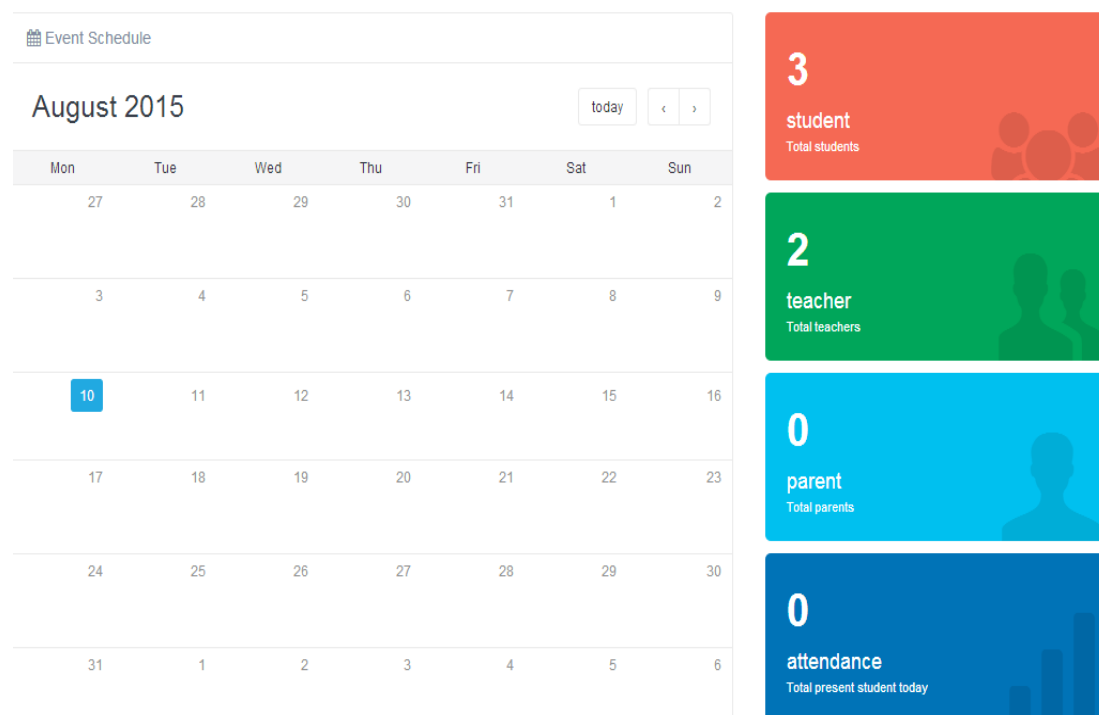 Event Schedule
August 2015
today ‹ ›
Mon Tue Wed Thu Fri Sat Sun
27 28 29 30 31 1 2
3 4 5 6 7 8 9
10 11 12 13 14 15 16
17 18 19 20 21 22 23
24 25 26 27 28 29 30
31 1 2 3 4 5 6
3
student
Total students
2
teacher
Total teachers
0
parent
Total parents
0
attendance
Total present student today